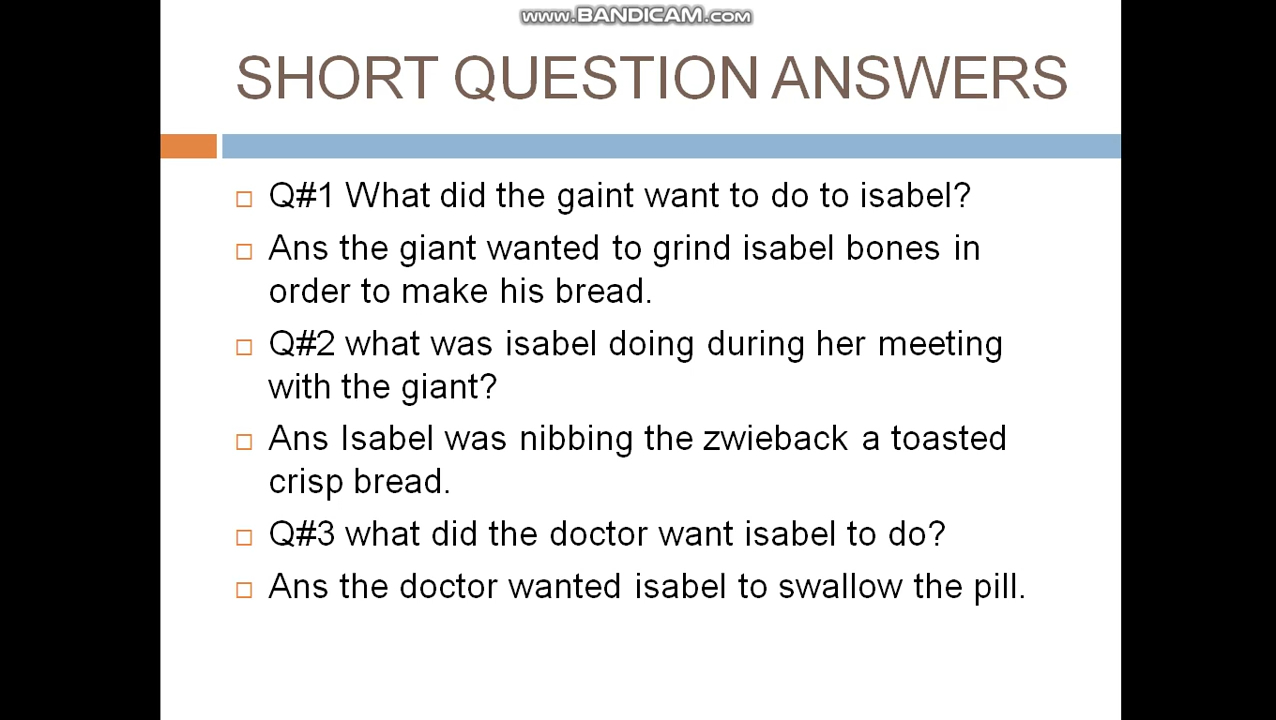 www.BANDICAM.com
SHORT QUESTION ANSWERS
Q#1 What did the gaint want to do to isabel?
Ans the giant wanted to grind isabel bones in
order to make his bread.
Q#2 what was isabel doing during her meeting
with the giant?
Ans Isabel was nibbing the zwieback a toasted
crisp bread.
Q#3 what did the doctor want isabel to do?
Ans the doctor wanted isabel to swallow the pill.